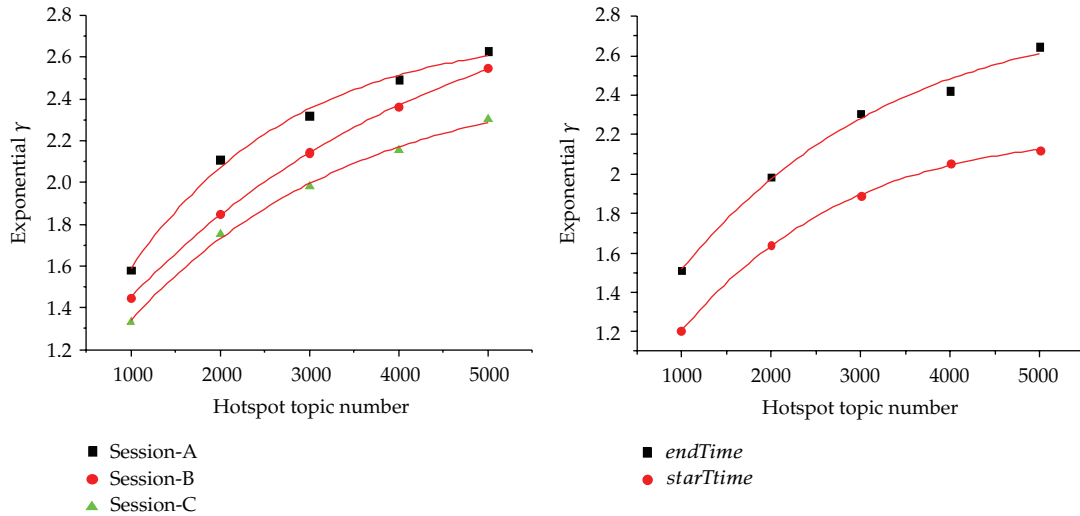 2.8
2.6
2.4
2.2
2.0
1.8
1.6
1.4
1.2
Exponential γ
1000 2000 3000 4000 5000
Hotspot topic number
Session-A
Session-B
Session-C
2.8
2.6
2.4
2.2
2
1.8
1.6
1.4
1.2
Exponential γ
1000 2000 3000 4000 5000
Hotspot topic number
endTime
starTtime